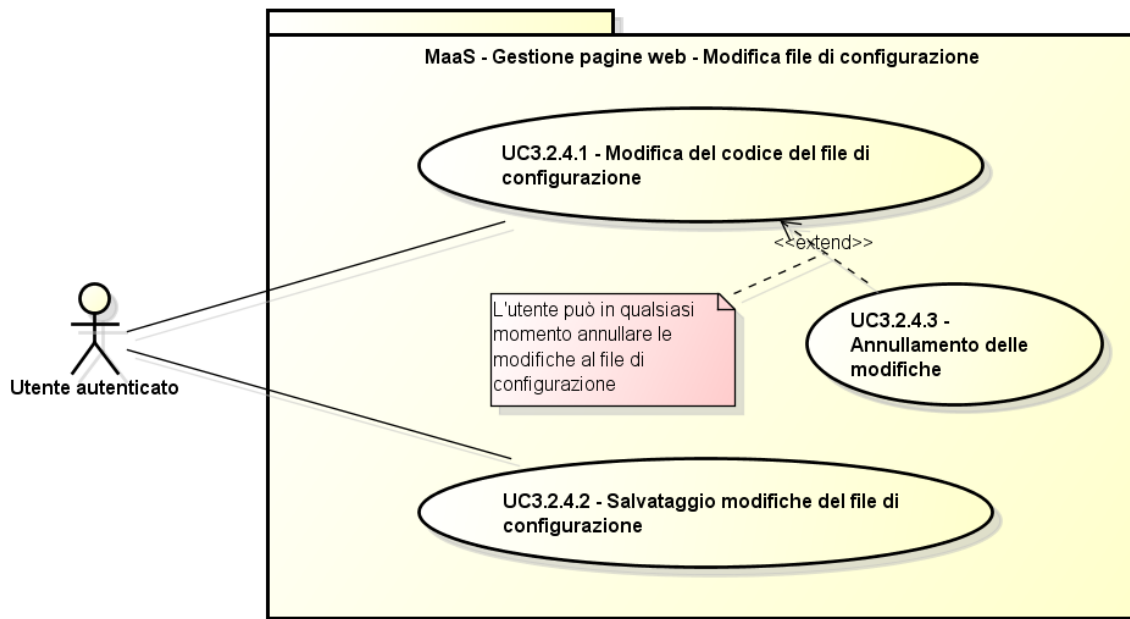 MaaS - Gestione pagine web - Modifica file di configurazione
UC3.2.4.1 - Modifica del codice del file di
configurazione
<<extend>>
L'utente può in qualsiasi
momento annullare le
modifiche al file di
configurazione
UC3.2.4.3 -
Annullamento delle
modifiche
Utente autenticato
UC3.2.4.2 - Salvataggio modifiche del file di
configurazione